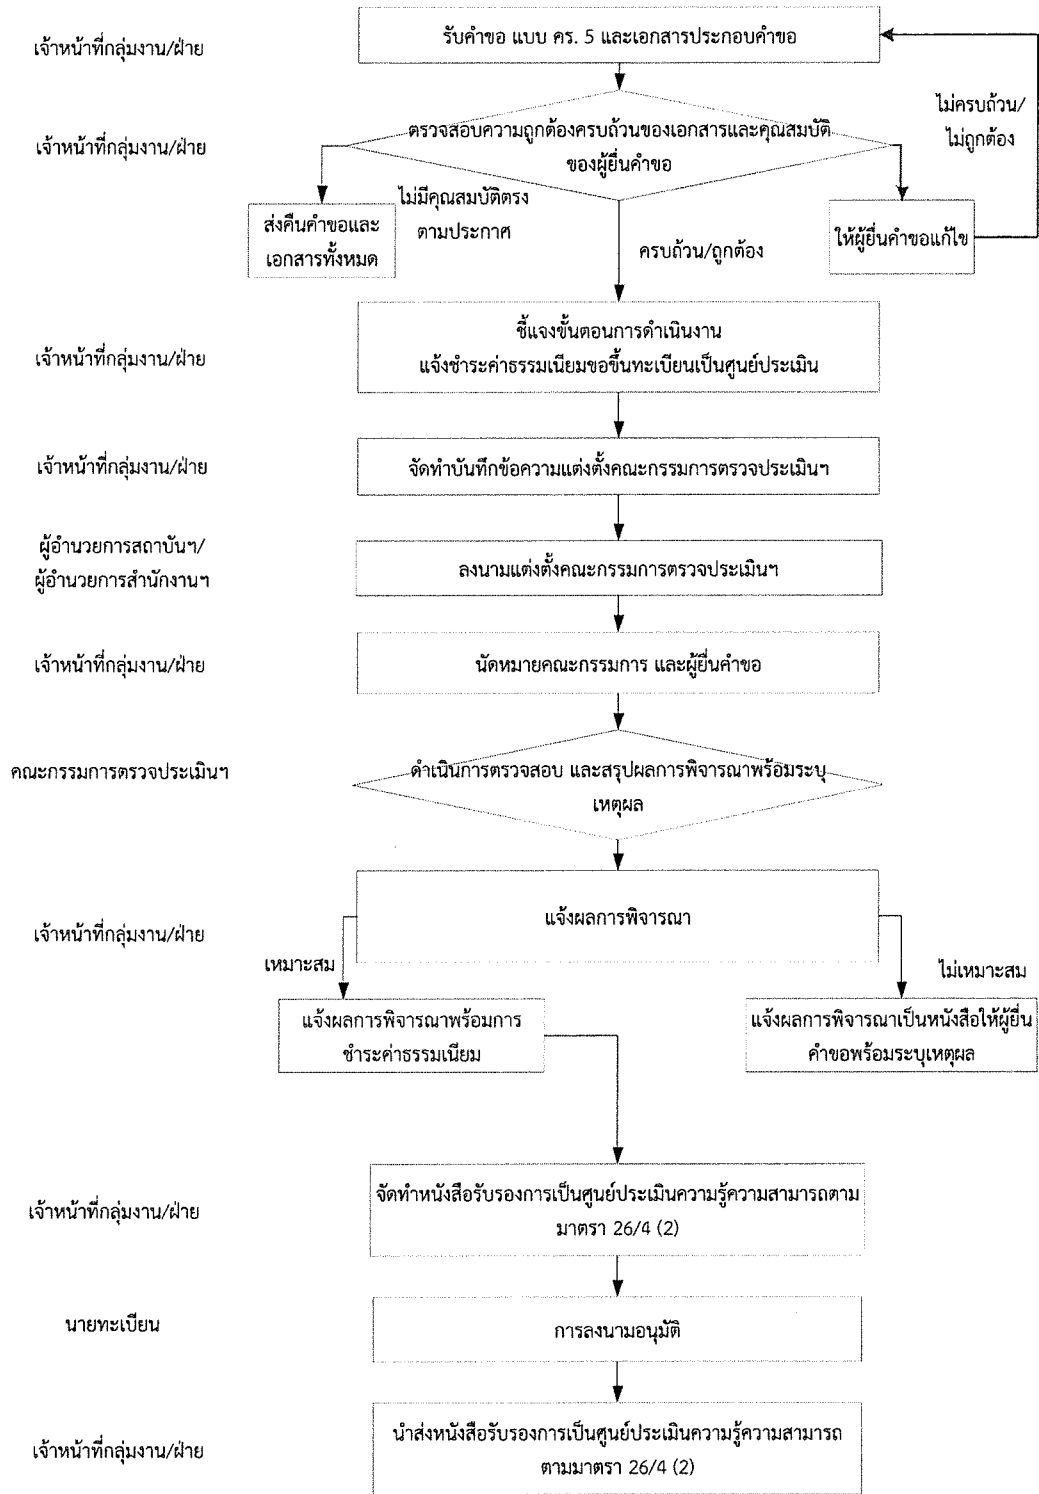 เจ้าหน้าที่กลุ่มงาน/ฝ่าย
รับคำขอ แบบ คร. 5 และเอกสารประกอบคำขอ
ไม่ครบถ้วน/
ไม่ถูกต้อง
เจ้าหน้าที่กลุ่มงาน/ฝ่าย
ตรวจสอบความถูกต้องครบถ้วนของเอกสารและคุณสมบัติ
ของผู้ยื่นคำขอ
ไม่มีคุณสมบัติตรง
ตามประกาศ
ส่งคืนคำขอและ
เอกสารทั้งหมด
ครบถ้วน/ถูกต้อง
ให้ผู้ยื่นคำขอแก้ไข
เจ้าหน้าที่กลุ่มงาน/ฝ่าย
ชี้แจงขั้นตอนการดำเนินงาน
แจ้งชำระค่าธรรมเนียมขอขึ้นทะเบียนเป็นศูนย์ประเมิน
เจ้าหน้าที่กลุ่มงาน/ฝ่าย
จัดทำบันทึกข้อความแต่งตั้งคณะกรรมการตรวจประเมินฯ
ผู้อำนวยการสถาบันฯ/
ผู้อำนวยการสำนักงานฯ
ลงนามแต่งตั้งคณะกรรมการตรวจประเมินฯ
เจ้าหน้าที่กลุ่มงาน/ฝ่าย
นัดหมายคณะกรรมการ และผู้ยื่นคำขอ
คณะกรรมการตรวจประเมินฯ
ดำเนินการตรวจสอบ และสรุปผลการพิจารณาพร้อมระบุ
เหตุผล
เจ้าหน้าที่กลุ่มงาน/ฝ่าย
แจ้งผลการพิจารณา
เหมาะสม
ไม่เหมาะสม
แจ้งผลการพิจารณาพร้อมการ
ชำระค่าธรรมเนียม
แจ้งผลการพิจารณาเป็นหนังสือให้ผู้ยื่น
คำขอพร้อมระบุเหตุผล
เจ้าหน้าที่กลุ่มงาน/ฝ่าย
จัดทำหนังสือรับรองการเป็นศูนย์ประเมินความรู้ความสามารถตาม
มาตรา 26/4 (2)
นายทะเบียน
การลงนามอนุมัติ
เจ้าหน้าที่กลุ่มงาน/ฝ่าย
นำส่งหนังสือรับรองการเป็นศูนย์ประเมินความรู้ความสามารถ
ตามมาตรา 26/4 (2)